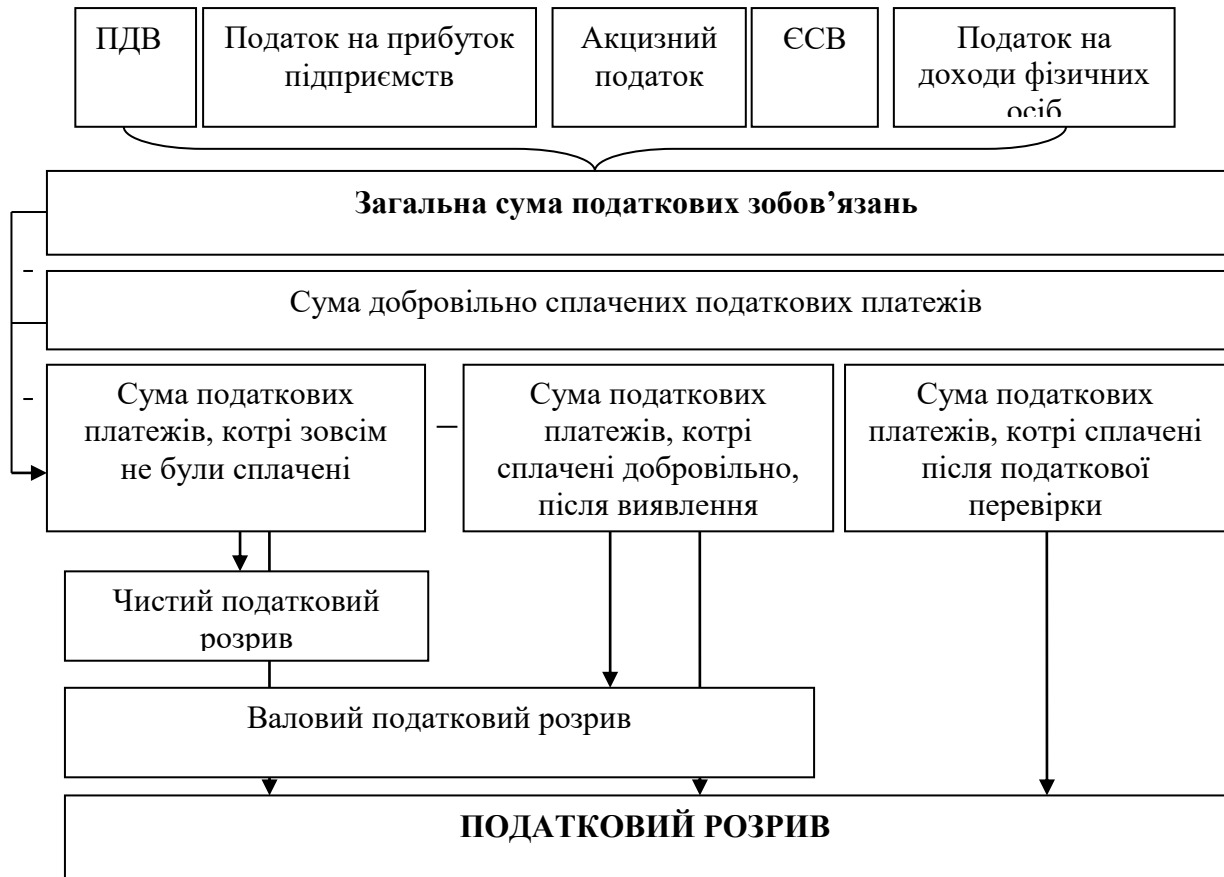 ПДВ
Податок на прибуток
підприємств
Акцизний
податок
ЄСВ
Податок на
доходи фізичних
осіб
Загальна сума податкових зобов’язань
-
Сума добровільно сплачених податкових платежів
-
Сума податкових
платежів, котрі зовсім
не були сплачені
–
Сума податкових
платежів, котрі
сплачені добровільно,
після виявлення
Сума податкових
платежів, котрі сплачені
після податкової
перевірки
Чистий податковий
розрив
Валовий податковий розрив
ПОДАТКОВИЙ РОЗРИВ